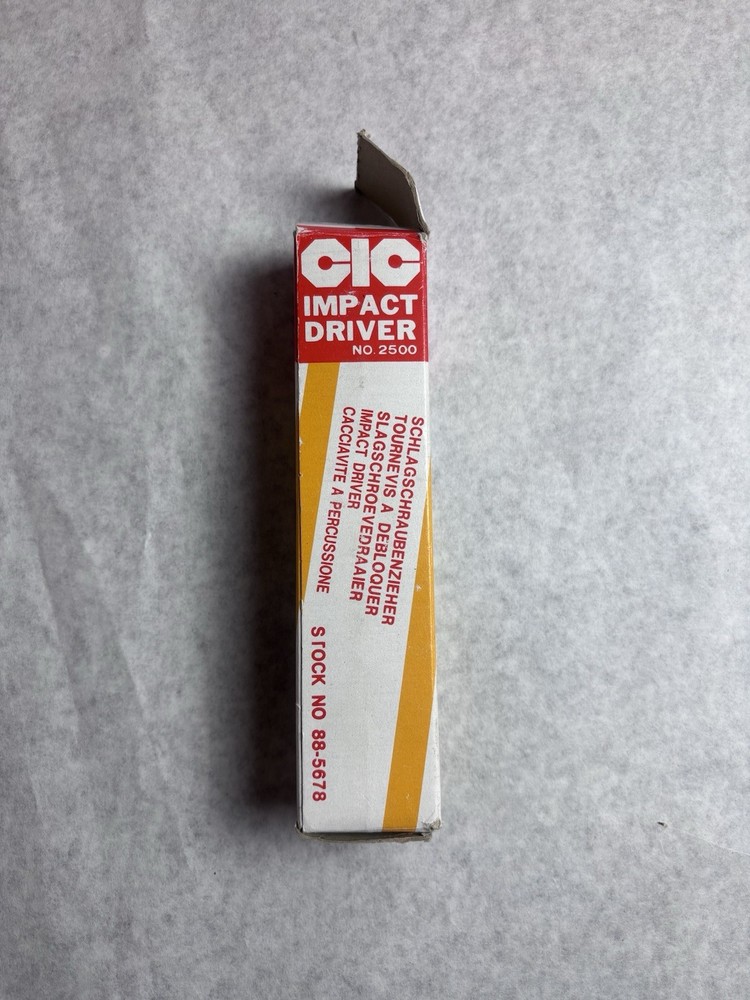 CIC
IMPACT
DRIVER
NO. 2500
SCHLAGSCHRAUBENZIEHER
TOURNEVIS A DEBLOQUER
SLAGSCHROEVEDRAAIER
IMPACT DRIVER
CACCIAVITE A PERCUSSIONE
STOCK NO 88-5678